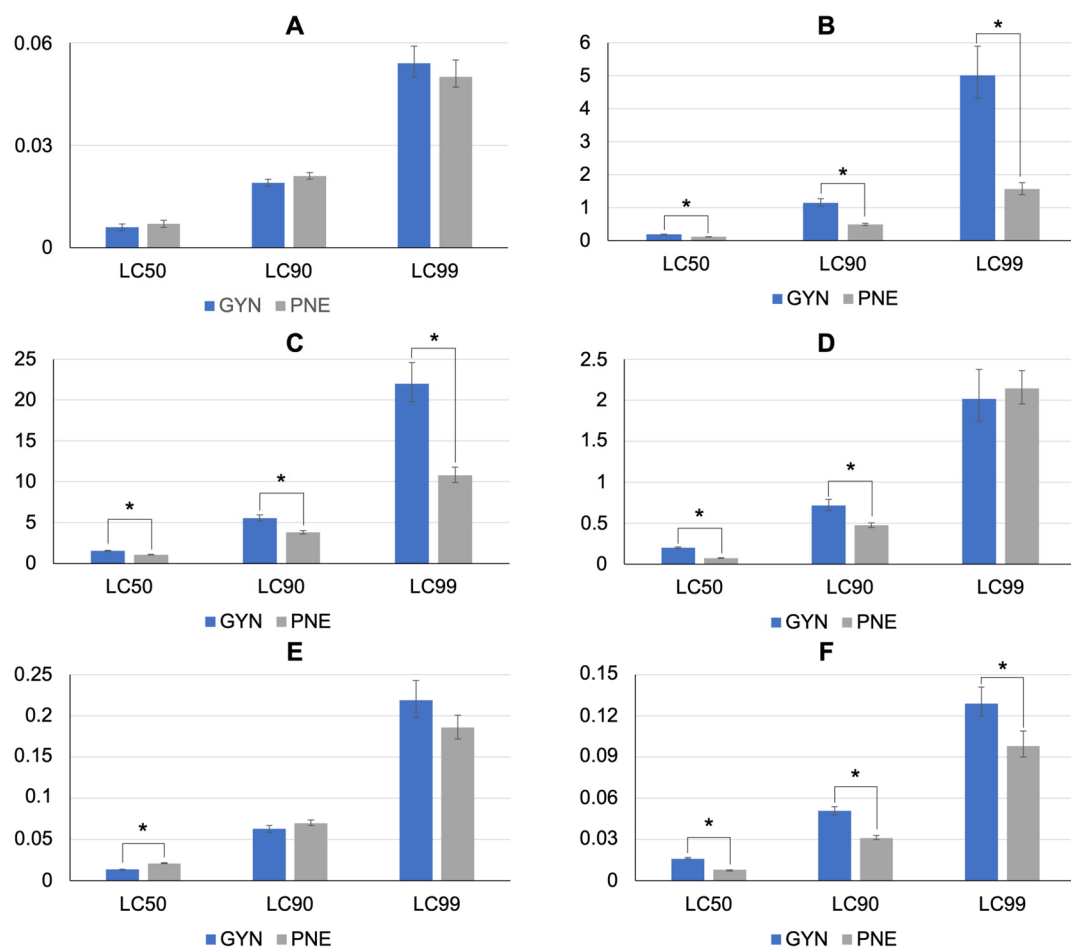 A
0.06
0.03
0
LC50 LC90 LC99
GYN PNE
B
6
5
4
3
2
1
0
* * *
LC50 LC90 LC99
GYN PNE
C
25
20
15
10
5
0
* * *
LC50 LC90 LC99
GYN PNE
D
2.5
2
1.5
1
0.5
0
* *
LC50 LC90 LC99
GYN PNE
E
0.25
0.2
0.15
0.1
0.05
0
*
LC50 LC90 LC99
GYN PNE
F
0.15
0.12
0.09
0.06
0.03
0
* * *
LC50 LC90 LC99
GYN PNE